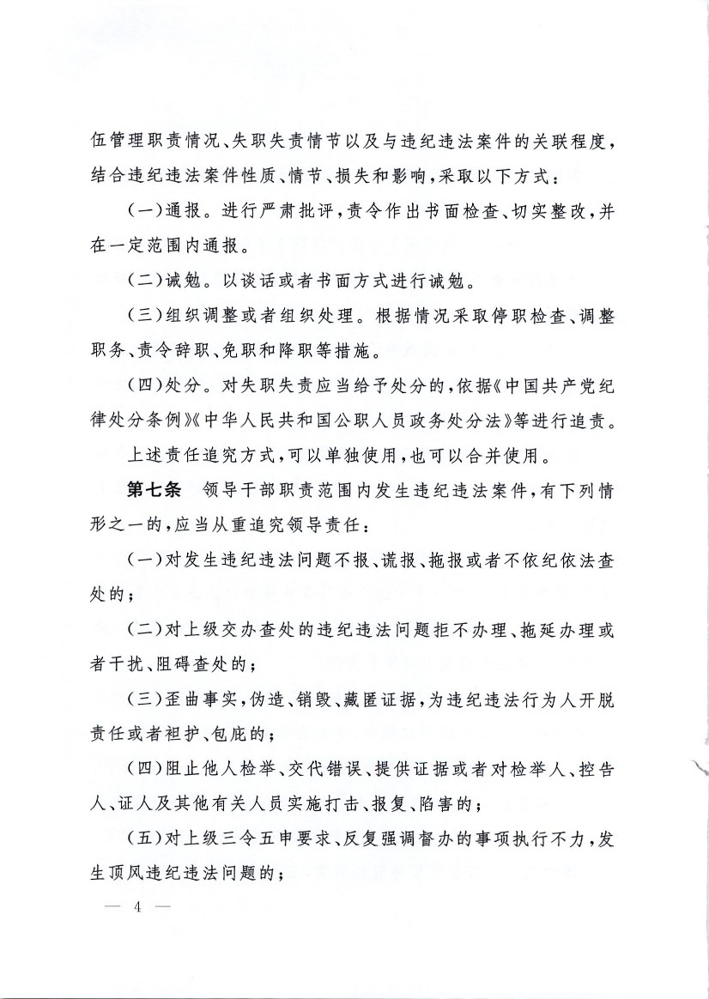 伍管理职责情况、失职失责情节以及与违纪违法案件的关联程度，
结合违纪违法案件性质、情节、损失和影响，采取以下方式：
（一）通报。进行严肃批评，责令作出书面检查、切实整改，并
在一定范围内通报。
（二）诫勉。以谈话或者书面方式进行诫勉。
（三）组织调整或者组织处理。根据情况采取停职检查、调整
职务、责令辞职、免职和降职等措施。
（四）处分。对失职失责应当给予处分的，依据《中国共产党纪
律处分条例》《中华人民共和国公职人员政务处分法》等进行追责。
上述责任追究方式，可以单独使用，也可以合并使用。
第七条 领导干部职责范围内发生违纪违法案件，有下列情
形之一的，应当从重追究领导责任：
（一）对发生违纪违法问题不报、谎报、拖报或者不依纪依法查
处的；
（二）对上级交办查处的违纪违法问题拒不办理、拖延办理或
者干扰、阻碍查处的；
（三）歪曲事实，伪造、销毁、藏匿证据，为违纪违法行为人开脱
责任或者袒护、包庇的；
（四）阻止他人检举、交代错误、提供证据或者对检举人、控告
人、证人及其他有关人员实施打击、报复、陷害的；
（五）对上级三令五申要求、反复强调督办的事项执行不力，发
生顶风违纪违法问题的；
— 4 —